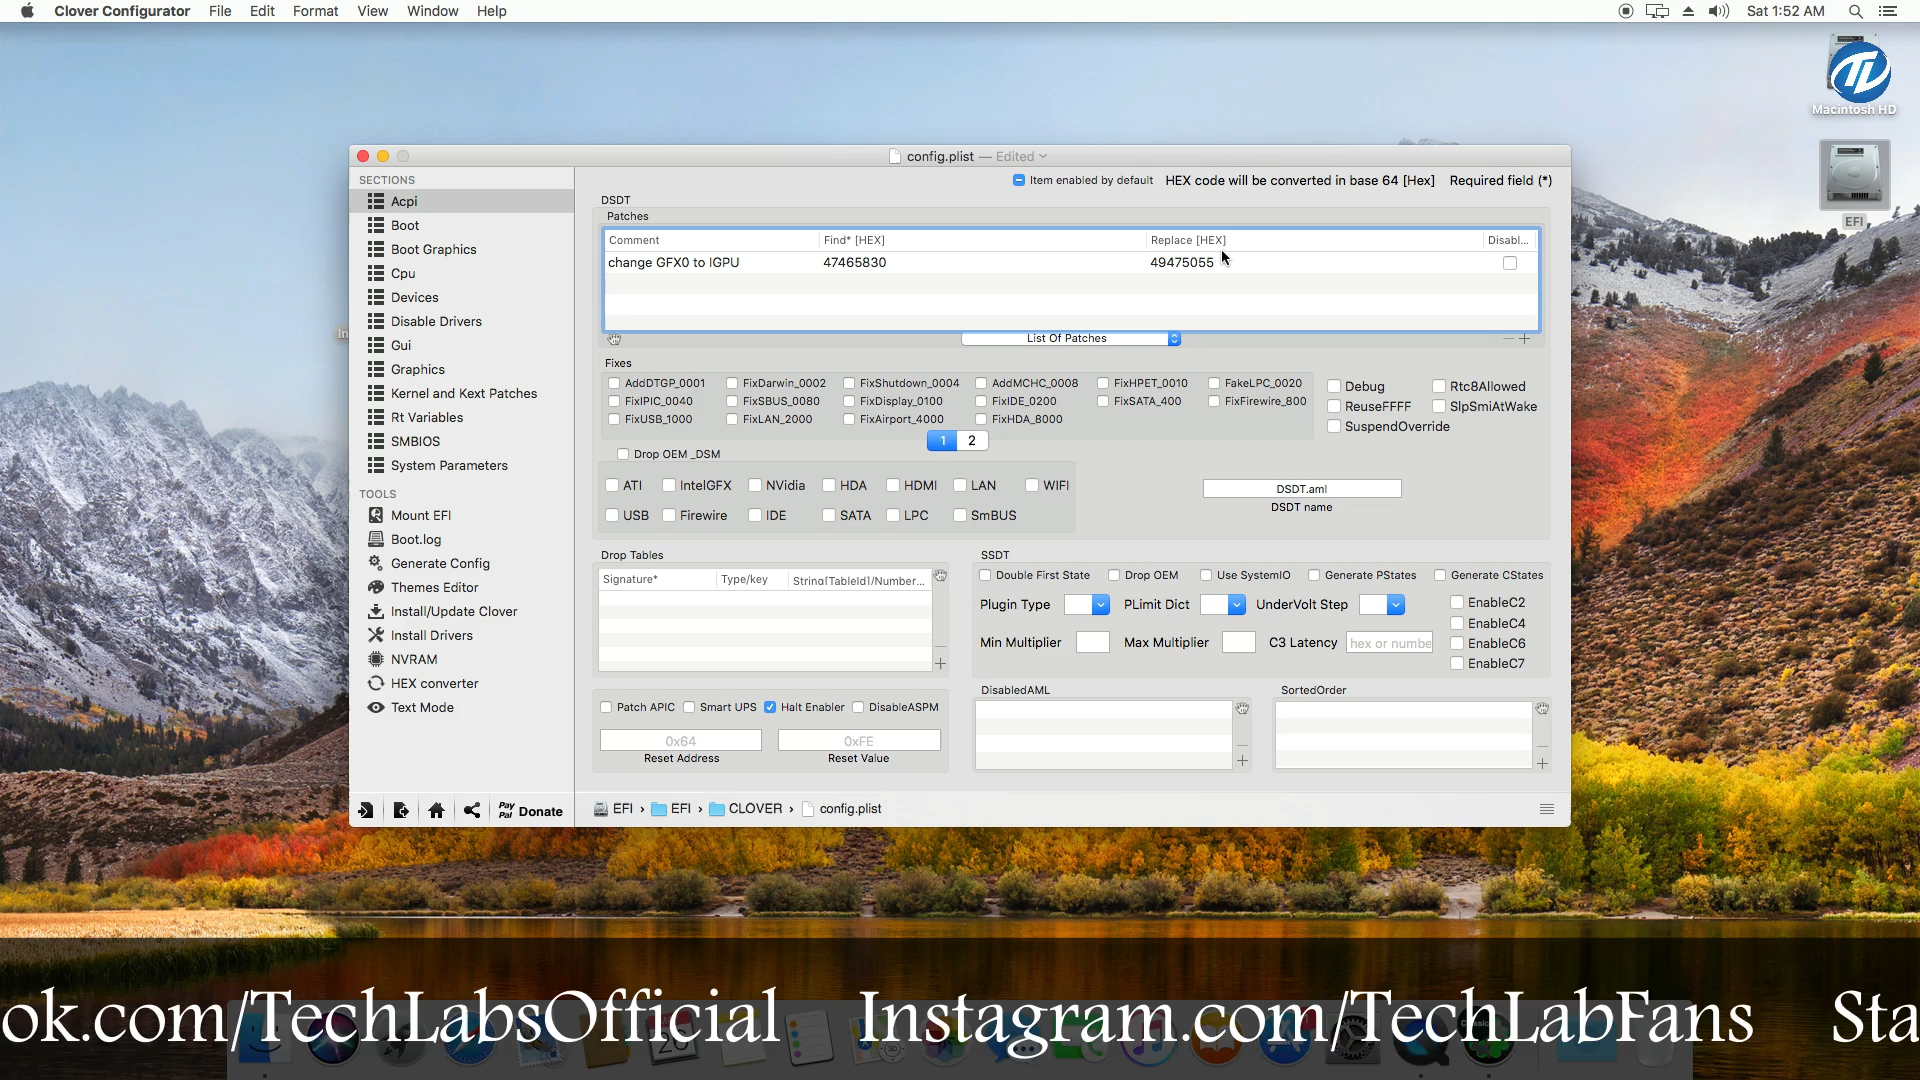 Clover Configurator File Edit Format View Window Help Sat 1:52 AM
Macintosh HD
EFI
config.plist — Edited
SECTIONS
Acpi
Boot
Boot Graphics
Cpu
Devices
Disable Drivers
Gui
Graphics
Kernel and Kext Patches
Rt Variables
SMBIOS
System Parameters
TOOLS
Mount EFI
Boot.log
Generate Config
Themes Editor
Install/Update Clover
Install Drivers
NVRAM
HEX converter
Text Mode
Pay Pal Donate
Item enabled by default HEX code will be converted in base 64 [Hex] Required field (*)
DSDT
Patches
Comment Find* [HEX] Replace [HEX] Disabl...
change GFX0 to IGPU 47465830 49475055
List Of Patches
Fixes
AddDTGP_0001 FixDarwin_0002 FixShutdown_0004 AddMCHC_0008 FixHPET_0010 FakeLPC_0020
FixIPIC_0040 FixSBUS_0080 FixDisplay_0100 FixIDE_0200 FixSATA_400 FixFirewire_800
FixUSB_1000 FixLAN_2000 FixAirport_4000 FixHDA_8000
Debug Rtc8Allowed
ReuseFFFF SlpSmiAtWake
SuspendOverride
1 2
Drop OEM _DSM
ATI IntelGFX NVidia HDA HDMI LAN WIFI
USB Firewire IDE SATA LPC SmBUS
DSDT.aml
DSDT name
Drop Tables
Signature* Type/key String[TableId]/Number...
SSDT
Double First State Drop OEM Use SystemIO Generate PStates Generate CStates
Plugin Type PLimit Dict UnderVolt Step
Min Multiplier Max Multiplier C3 Latency hex or numbe
EnableC2
EnableC4
EnableC6
EnableC7
Patch APIC Smart UPS Halt Enabler DisableASPM
0x64 0xFE
Reset Address Reset Value
DisabledAML
SortedOrder
EFI › EFI › CLOVER › config.plist
ok.com/TechLabsOfficial Instagram.com/TechLabFans Sta